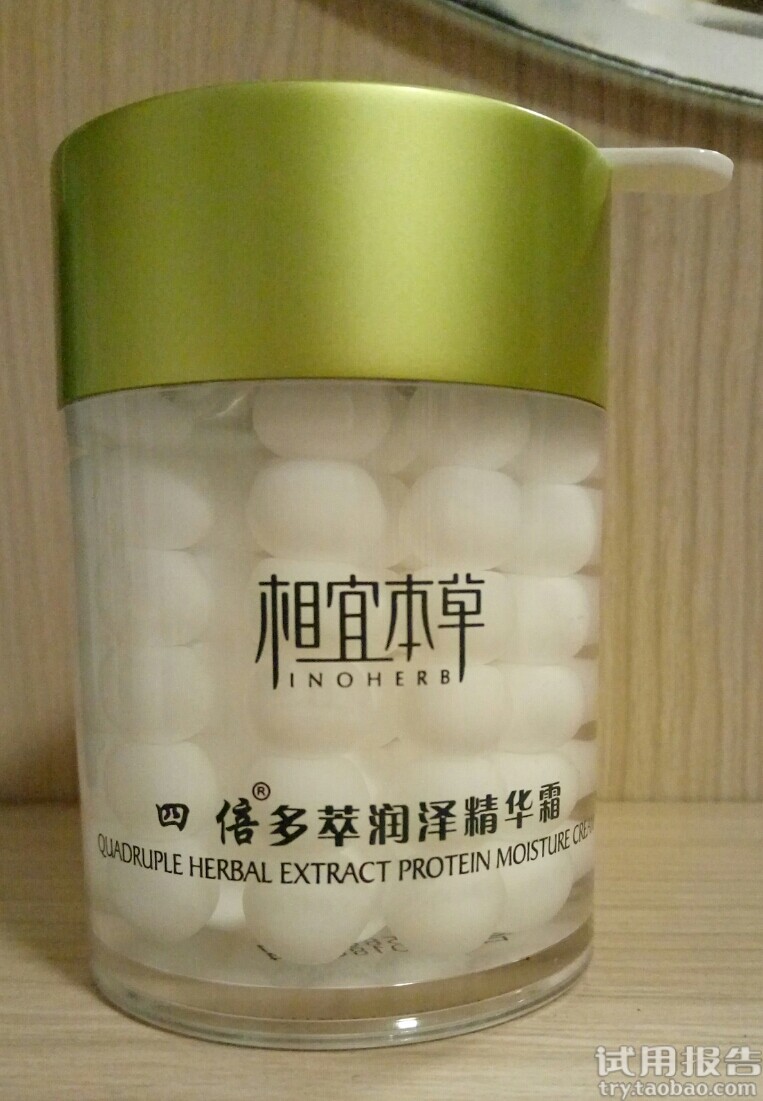 相宜本草
INOHERB
四倍®多萃润泽精华霜
QUADRUPLE HERBAL EXTRACT PROTEIN MOISTURE
试用报告
try.taobao.com